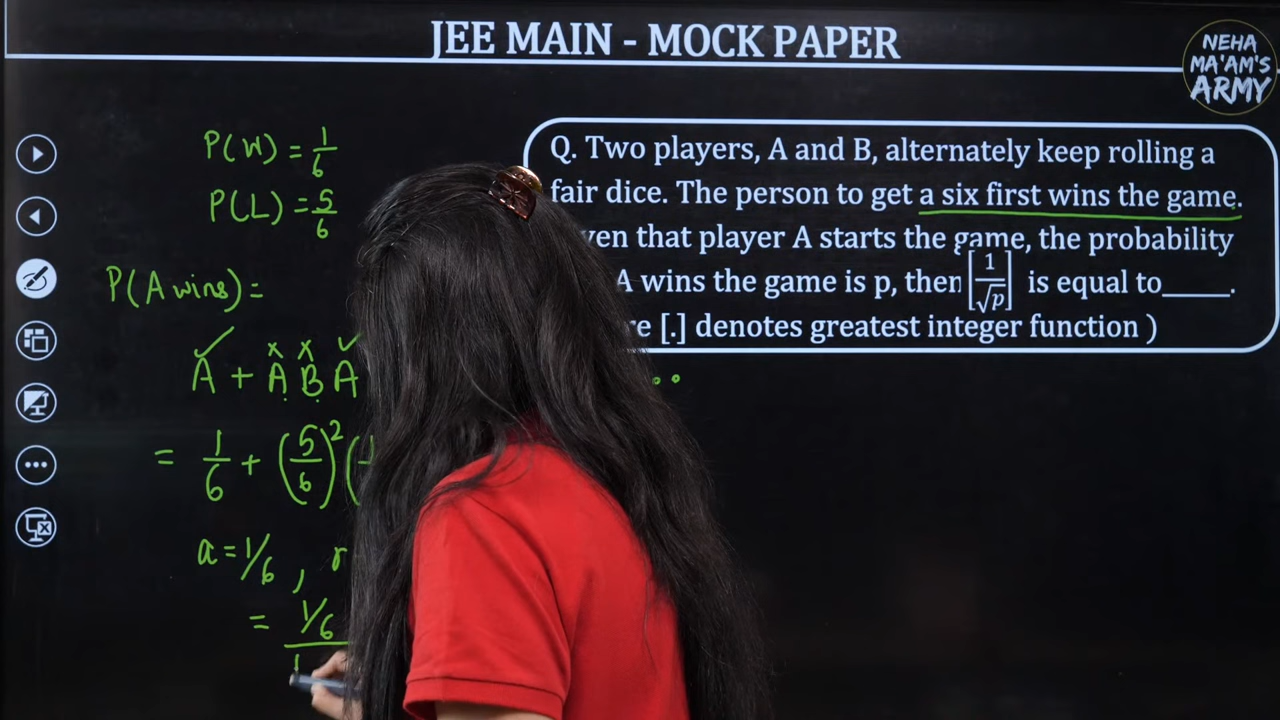 JEE MAIN - MOCK PAPER
NEHA
MA'AM'S
ARMY
P(W) = 1/6
P(L) = 5/6
P(A wins) =
A + A B A
= 1/6 + (5/6)²(
a = 1/6 , r
= 1/6
Q. Two players, A and B, alternately keep rolling a
fair dice. The person to get a six first wins the game.
ven that player A starts the game, the probability
A wins the game is p, then [1/√p] is equal to_____.
re [.] denotes greatest integer function )